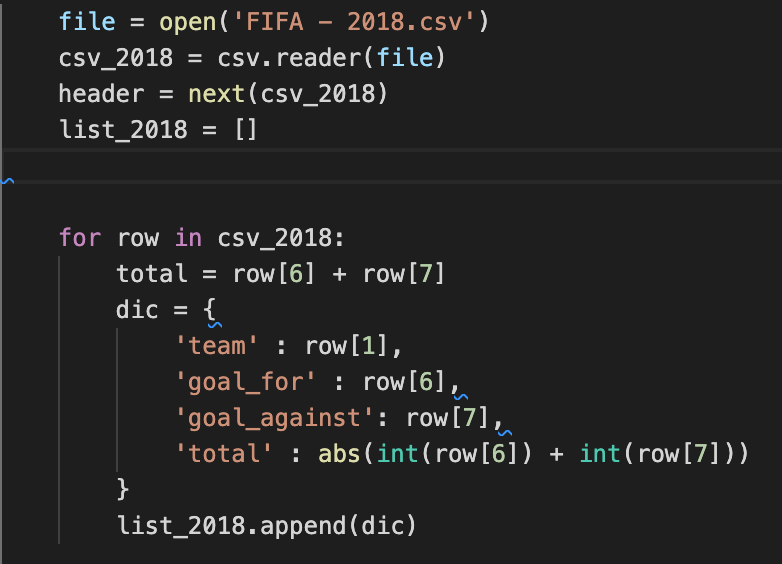 file = open('FIFA - 2018.csv')
csv_2018 = csv.reader(file)
header = next(csv_2018)
list_2018 = []
for row in csv_2018:
    total = row[6] + row[7]
    dic = {
        'team' : row[1],
        'goal_for' : row[6],
        'goal_against': row[7],
        'total' : abs(int(row[6]) + int(row[7]))
    }
    list_2018.append(dic)